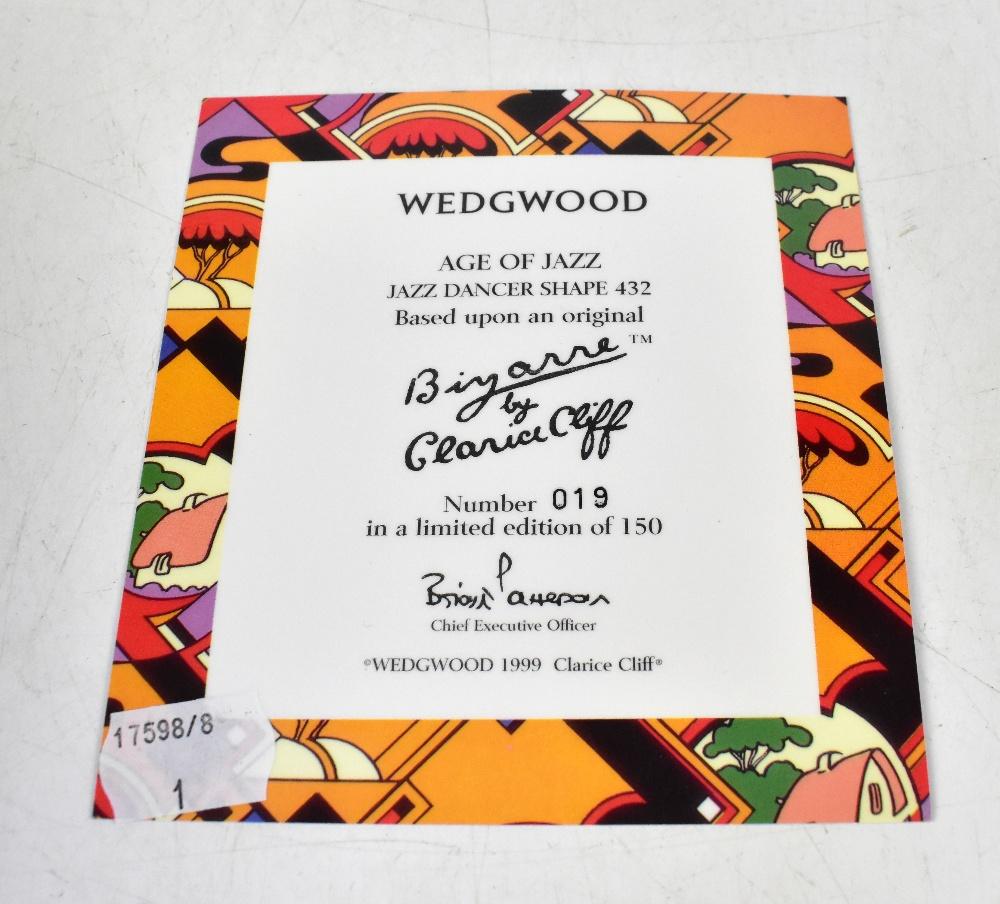 WEDGWOOD
AGE OF JAZZ
JAZZ DANCER SHAPE 432
Based upon an original
Bizarre™
by
Clarice Cliff
Number 019
in a limited edition of 150
Chief Executive Officer
©WEDGWOOD 1999 Clarice Cliff®
17598/8
1